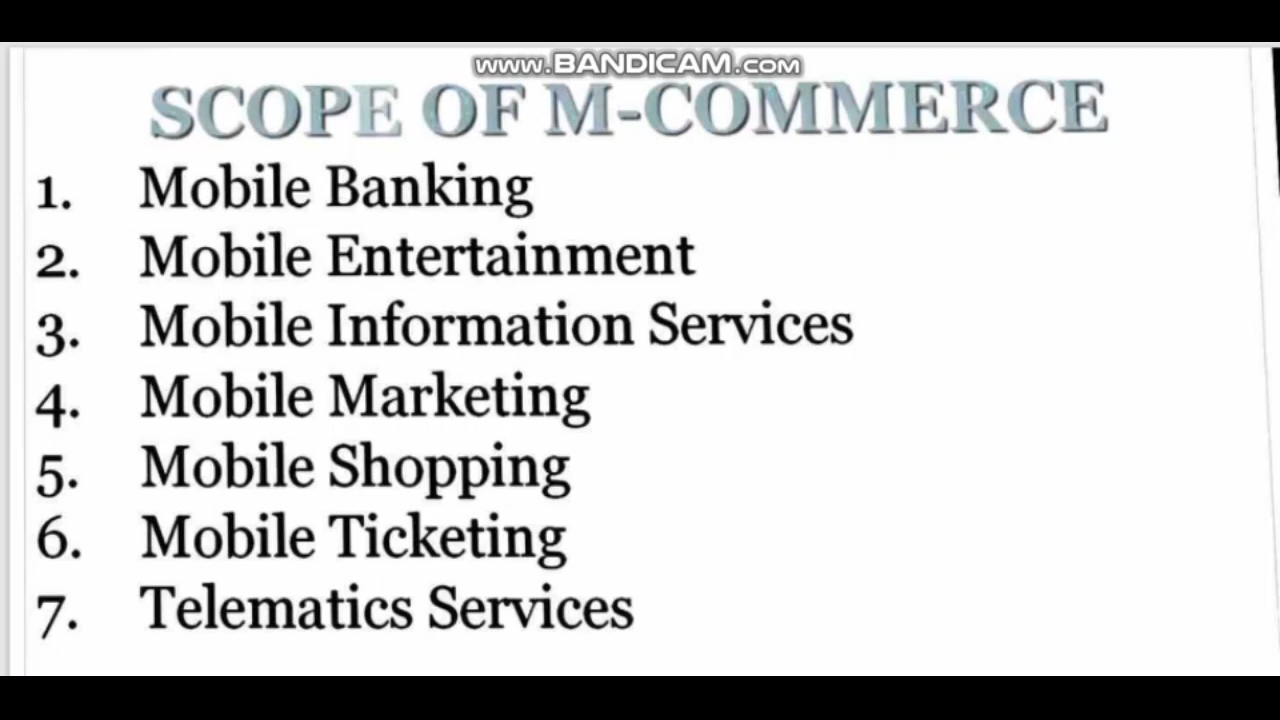 www.BANDICAM.com
SCOPE OF M-COMMERCE
1. Mobile Banking
2. Mobile Entertainment
3. Mobile Information Services
4. Mobile Marketing
5. Mobile Shopping
6. Mobile Ticketing
7. Telematics Services